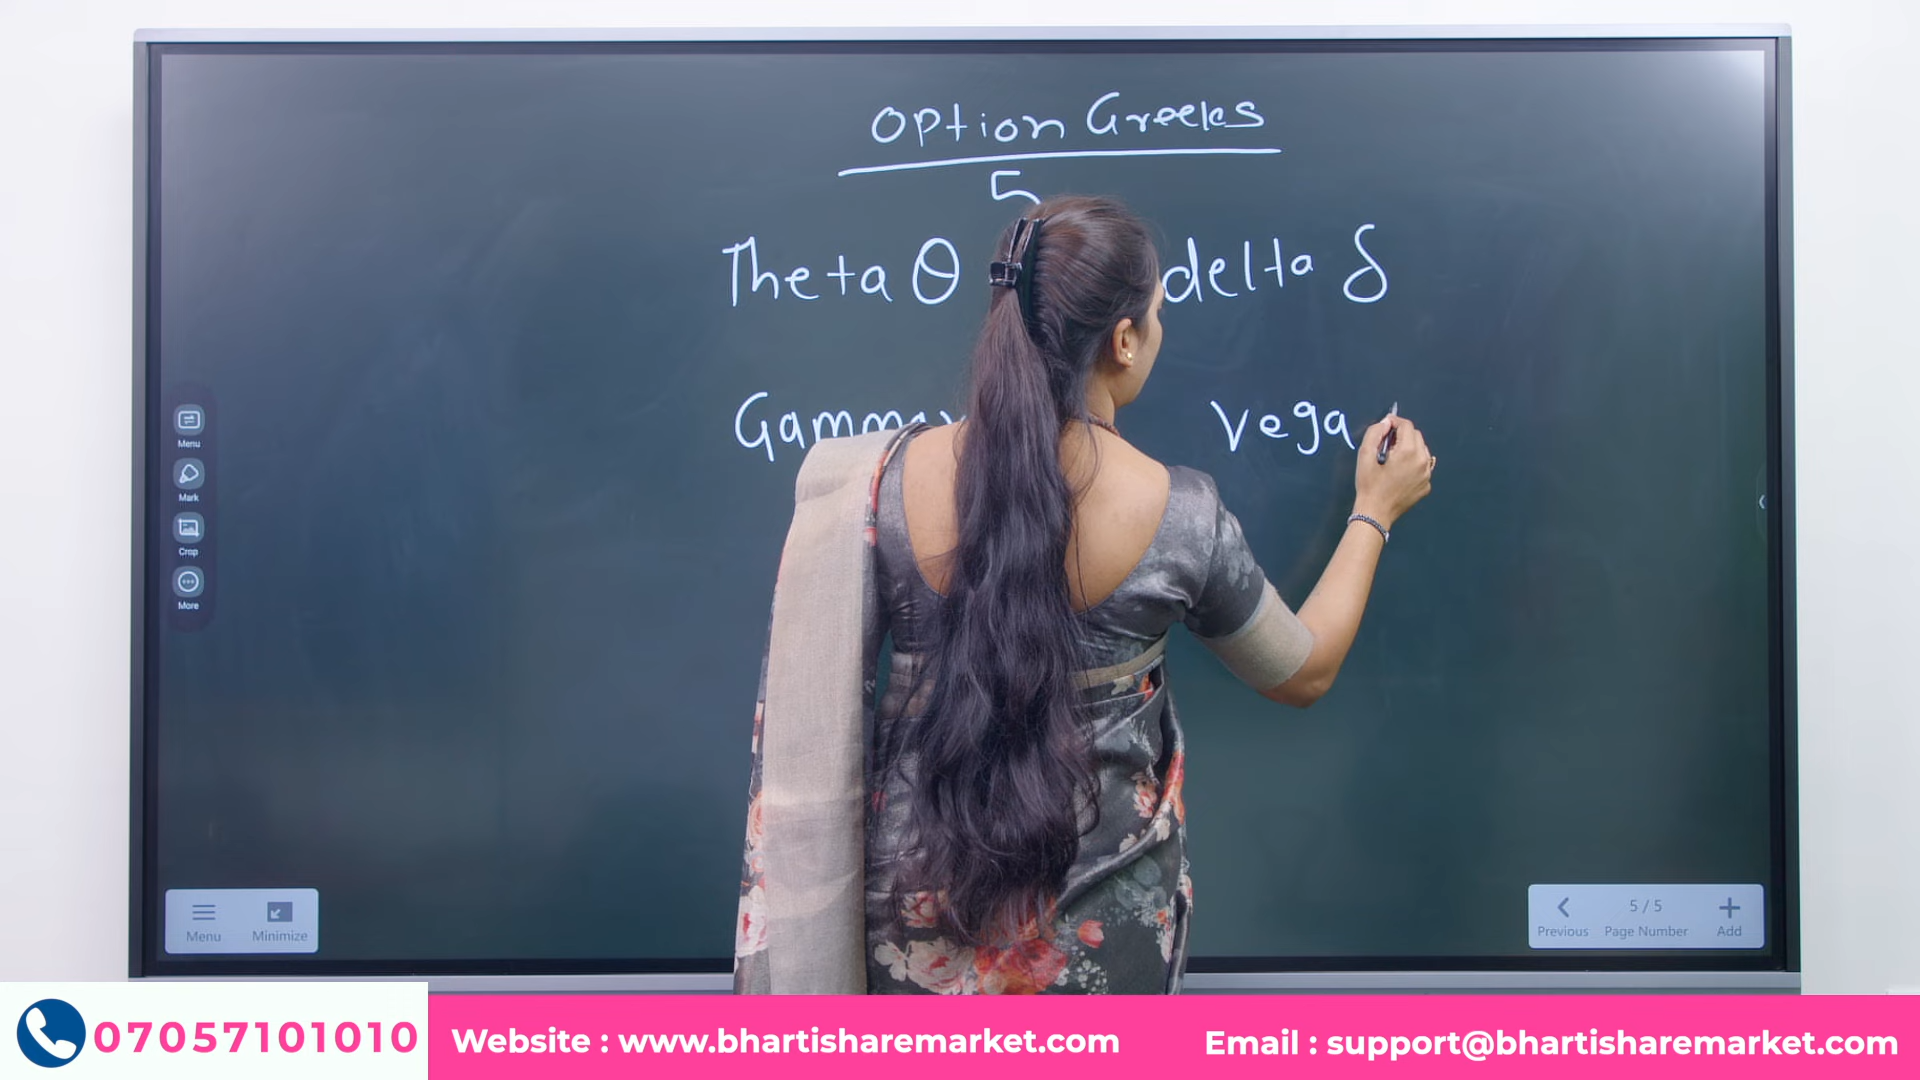 Option Greeks
5
Theta θ delta δ
Vega
Menu
Mark
Crop
More
Menu
Minimize
Previous
5 / 5
Page Number
Add
07057101010
Website : www.bhartisharemarket.com
Email : support@bhartisharemarket.com